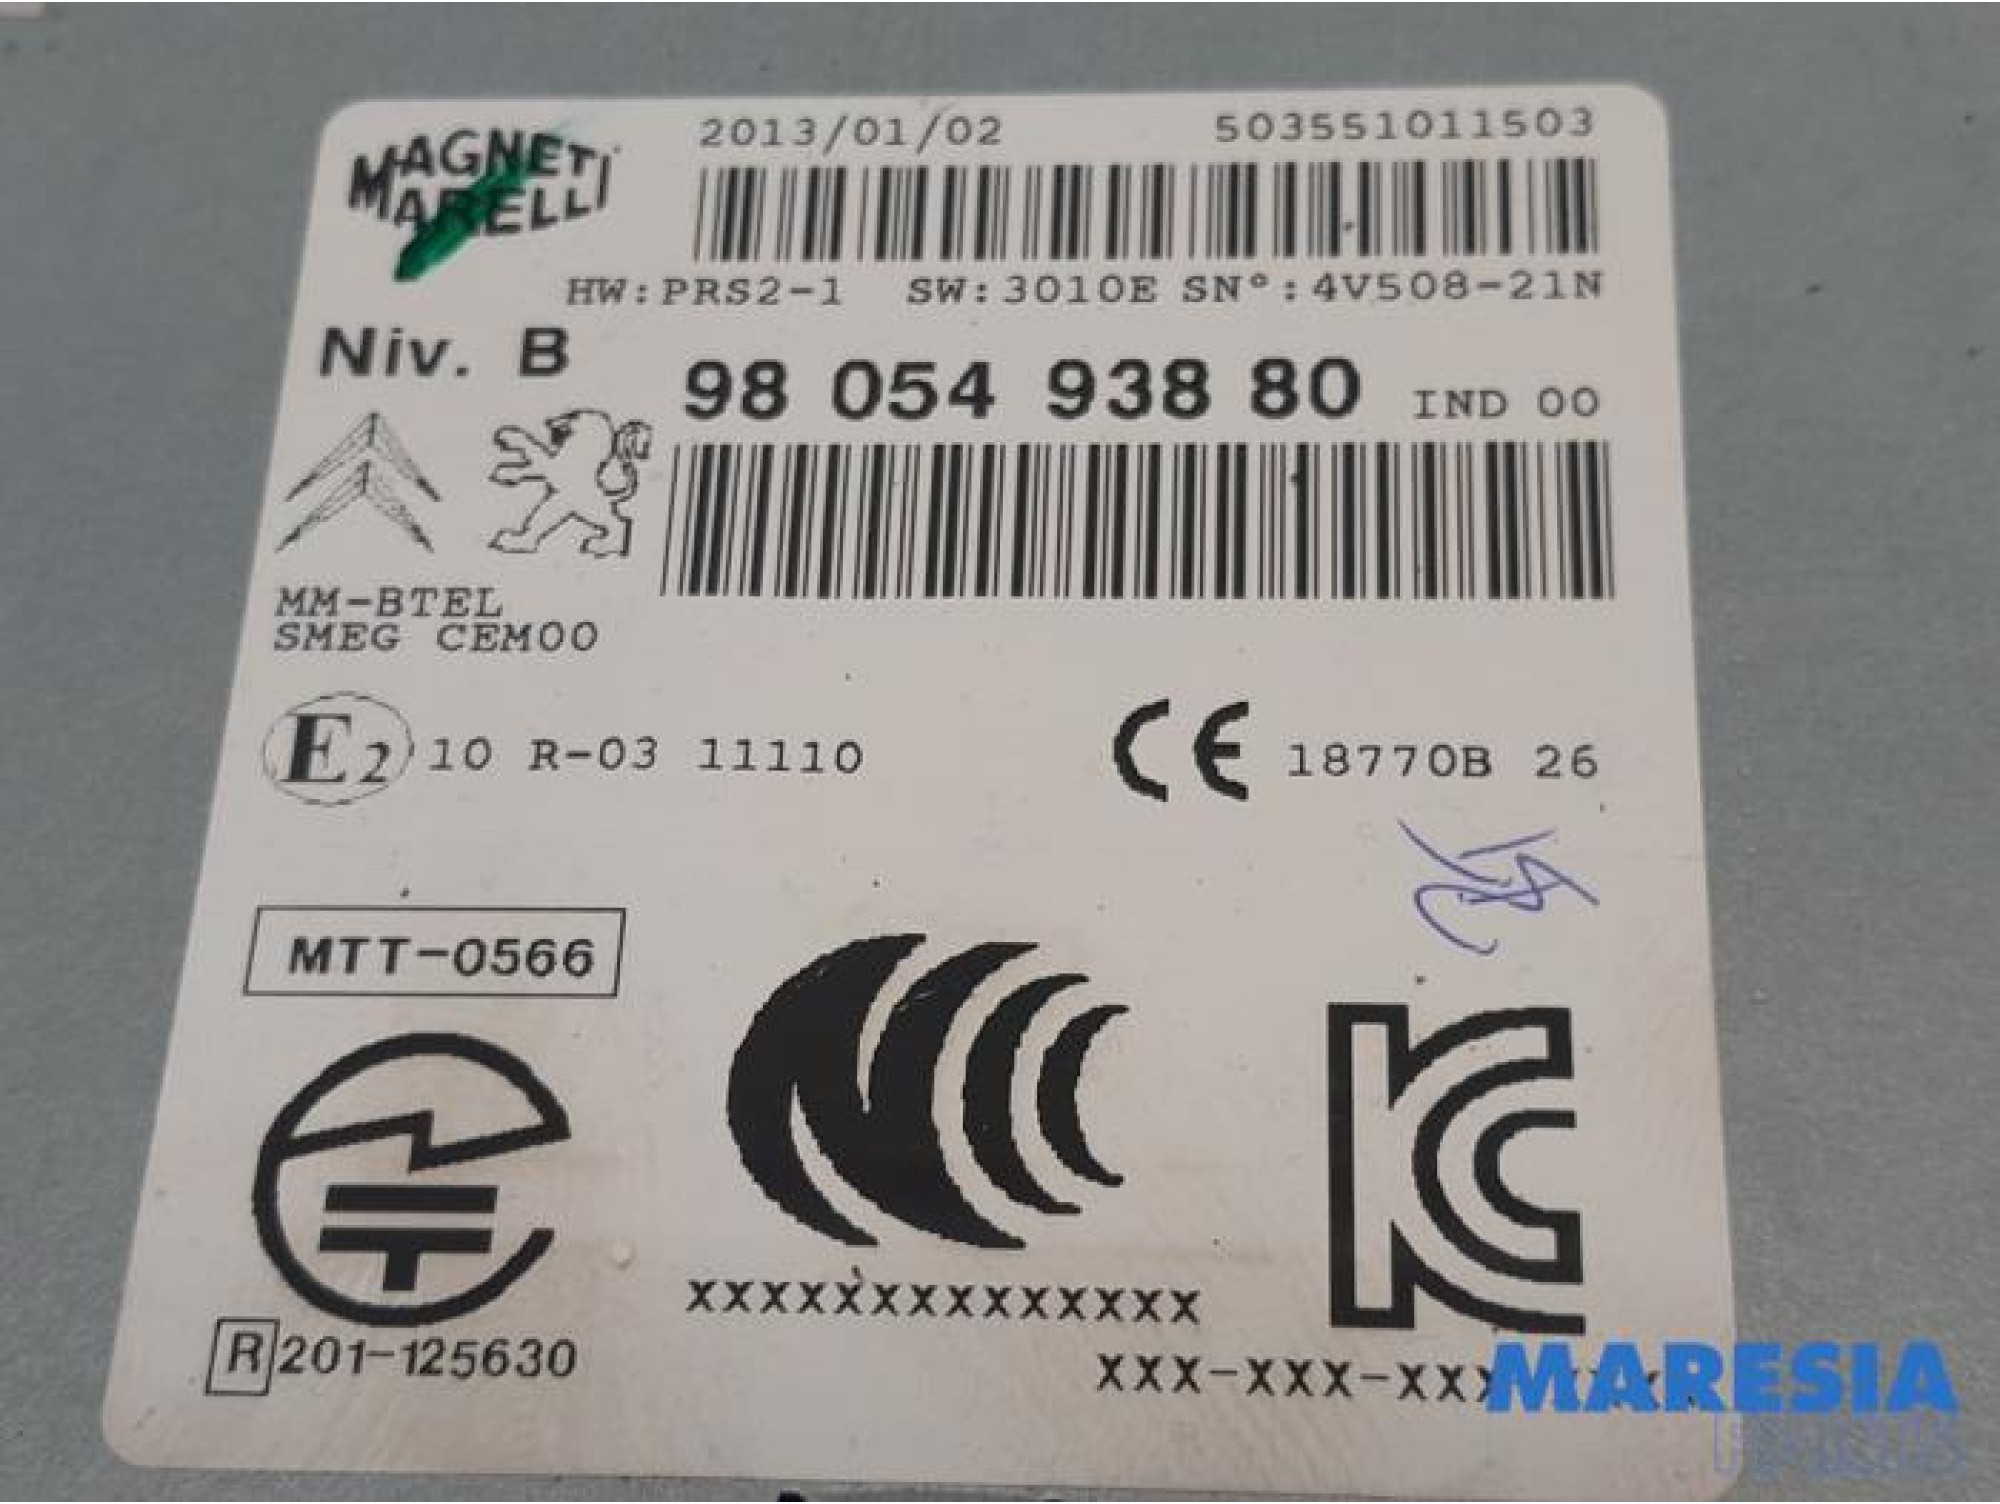 MAGNETI
MARELLI
2013/01/02 503551011503
HW:PRS2-1 SW:3010E SN°:4V508-21N
Niv. B
98 054 938 80 IND 00
MM-BTEL
SMEG CEM00
E2 10 R-03 11110
CE 18770B 26
MTT-0566
R 201-125630
XXXXXXXXXXXXXX
XXX-XXX-XXX
MARESIA
PARTS